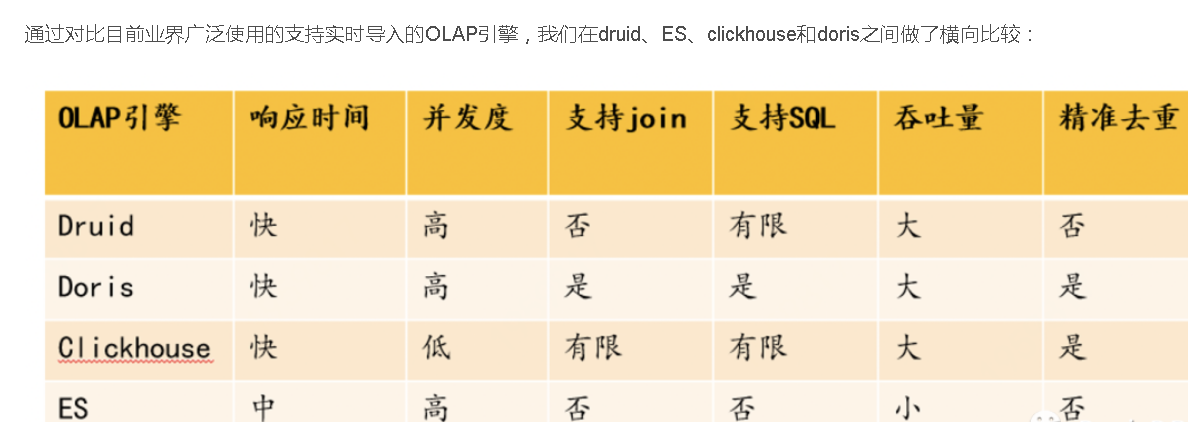 通过对比目前业界广泛使用的支持实时导入的OLAP引擎，我们在druid、ES、clickhouse和doris之间做了横向比较：
OLAP引擎 响应时间 并发度 支持join 支持SQL 吞吐量 精准去重
Druid 快 高 否 有限 大 否
Doris 快 高 是 是 大 是
Clickhouse 快 低 有限 有限 大 是
ES 中 高 否 否 小 否